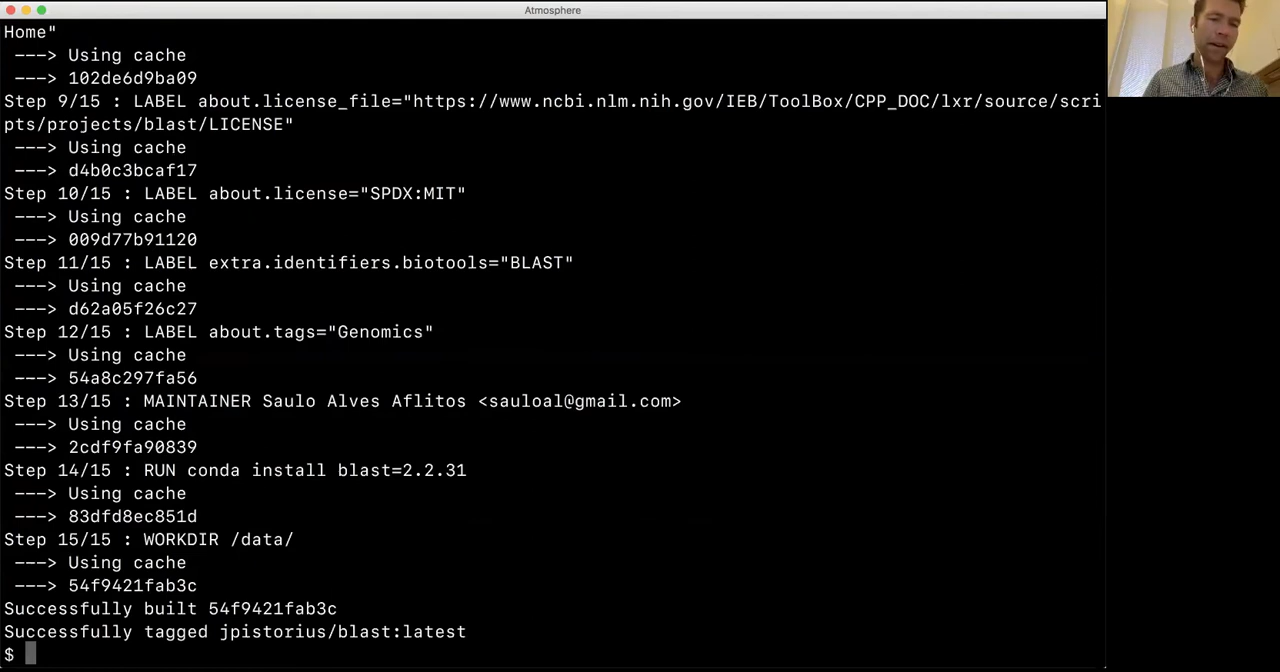 Atmosphere
Home"
---> Using cache
---> 102de6d9ba09
Step 9/15 : LABEL about.license_file="https://www.ncbi.nlm.nih.gov/IEB/ToolBox/CPP_DOC/lxr/source/scri
pts/projects/blast/LICENSE"
---> Using cache
---> d4b0c3bcaf17
Step 10/15 : LABEL about.license="SPDX:MIT"
---> Using cache
---> 009d77b91120
Step 11/15 : LABEL extra.identifiers.biotools="BLAST"
---> Using cache
---> d62a05f26c27
Step 12/15 : LABEL about.tags="Genomics"
---> Using cache
---> 54a8c297fa56
Step 13/15 : MAINTAINER Saulo Alves Aflitos <sauloal@gmail.com>
---> Using cache
---> 2cdf9fa90839
Step 14/15 : RUN conda install blast=2.2.31
---> Using cache
---> 83dfd8ec851d
Step 15/15 : WORKDIR /data/
---> Using cache
---> 54f9421fab3c
Successfully built 54f9421fab3c
Successfully tagged jpistorius/blast:latest
$